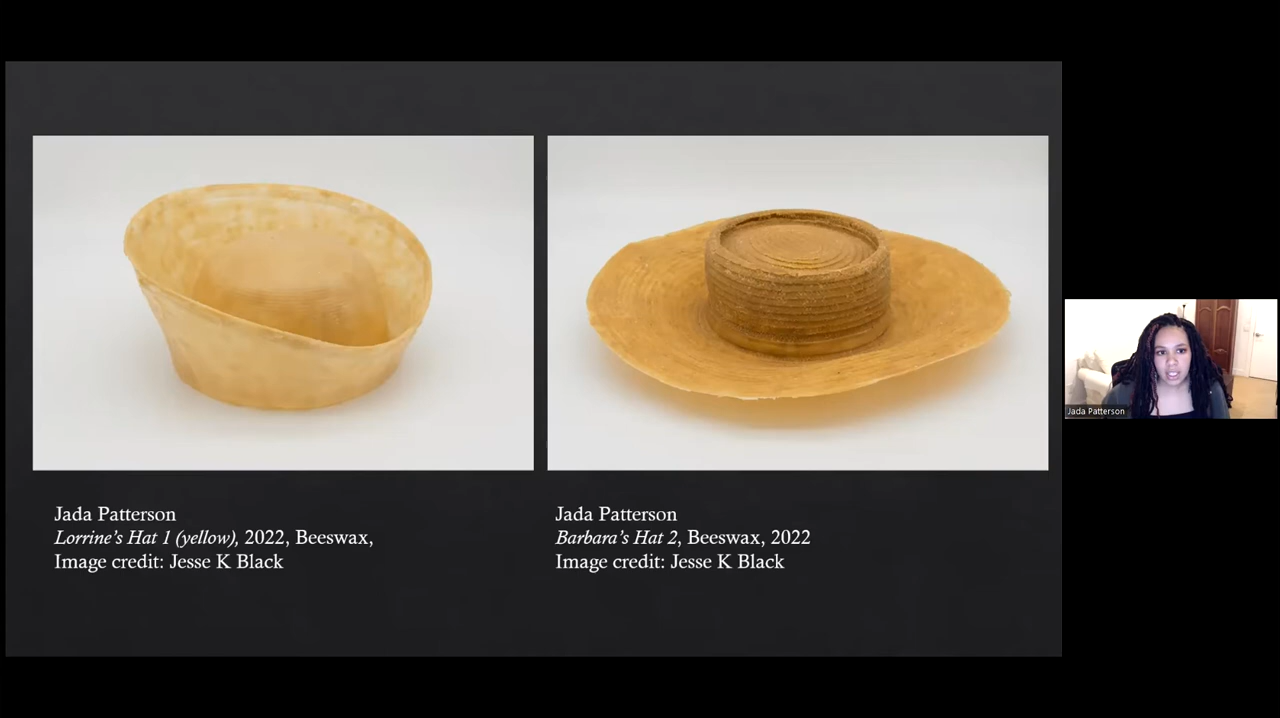 Jada Patterson
Lorrine's Hat 1 (yellow), 2022, Beeswax,
Image credit: Jesse K Black
Jada Patterson
Barbara's Hat 2, Beeswax, 2022
Image credit: Jesse K Black
Jada Patterson